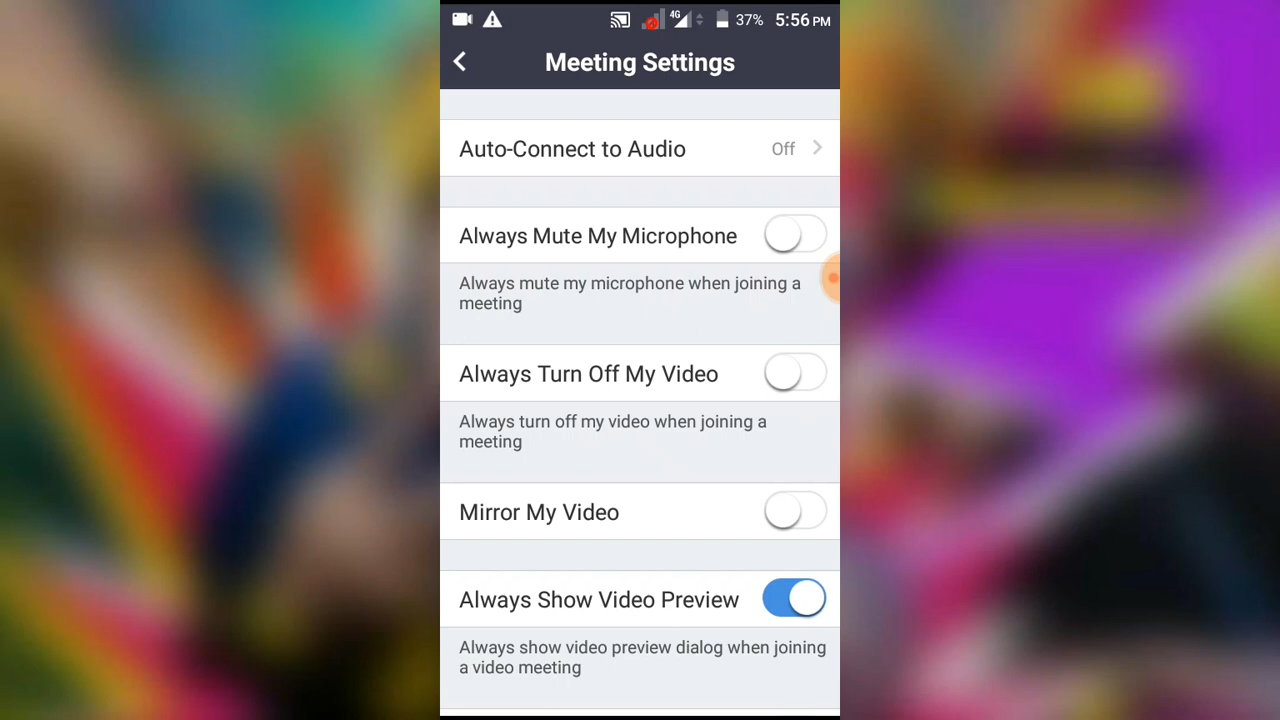 4G 37% 5:56 PM
Meeting Settings
Auto-Connect to Audio Off
Always Mute My Microphone
Always mute my microphone when joining a
meeting
Always Turn Off My Video
Always turn off my video when joining a
meeting
Mirror My Video
Always Show Video Preview
Always show video preview dialog when joining
a video meeting